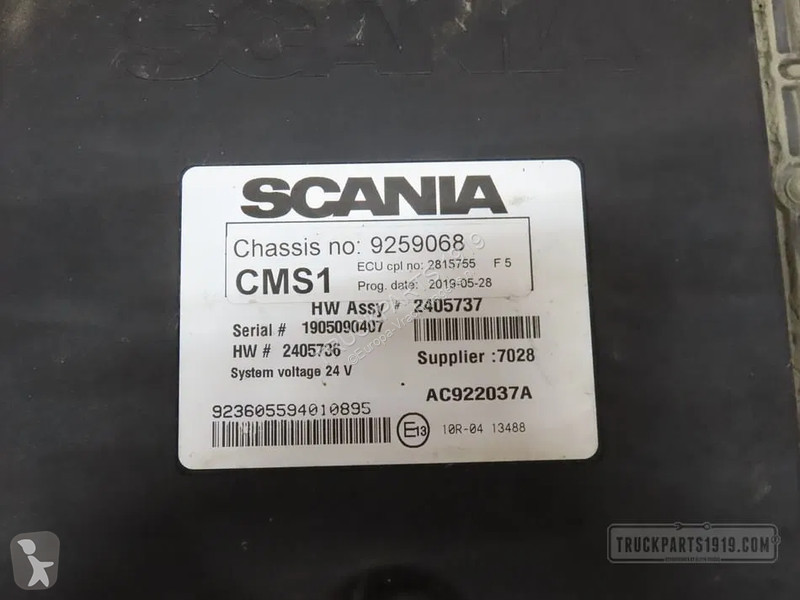 SCANIA
SCANIA
Chassis no: 9259068
ECU cpl no: 2815755 F 5
CMS1 Prog. date: 2019-05-28
HW Assy # 2405737
Serial # 1905090407
HW # 2405736 Supplier :7028
System voltage 24 V
AC922037A
923605594010895
E13 10R-04 13488
TRUCKPARTS1919.COM